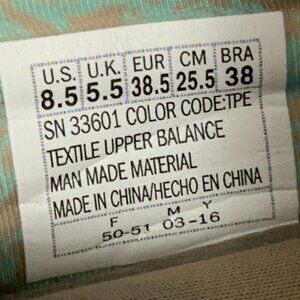 U.S. U.K EUR CM BRA
8.5 5.5 38.5 25.5 38
SN 33601 COLOR CODE:TPE
TEXTILE UPPER BALANCE
MAN MADE MATERIAL
MADE IN CHINA/HECHO EN CHINA
F M Y
50-51 03-16